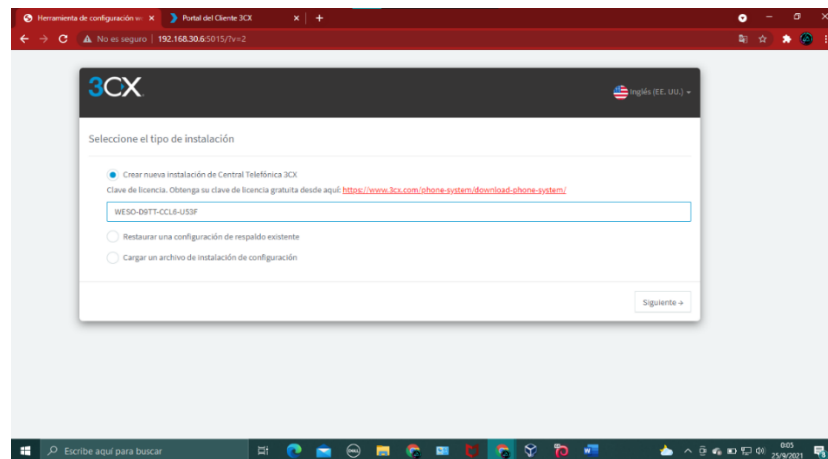 Herramienta de configuración w
Portal del Cliente 3CX
No es seguro | 192.168.30.6:5015/?v=2
3CX
Inglés (EE. UU.)
Seleccione el tipo de instalación
Crear nueva instalación de Central Telefónica 3CX
Clave de licencia. Obtenga su clave de licencia gratuita desde aquí: https://www.3cx.com/phone-system/download-phone-system/
WESO-D9TT-CCL6-U53F
Restaurar una configuración de respaldo existente
Cargar un archivo de instalación de configuración
Siguiente →
Escribe aquí para buscar
0:05
25/9/2021